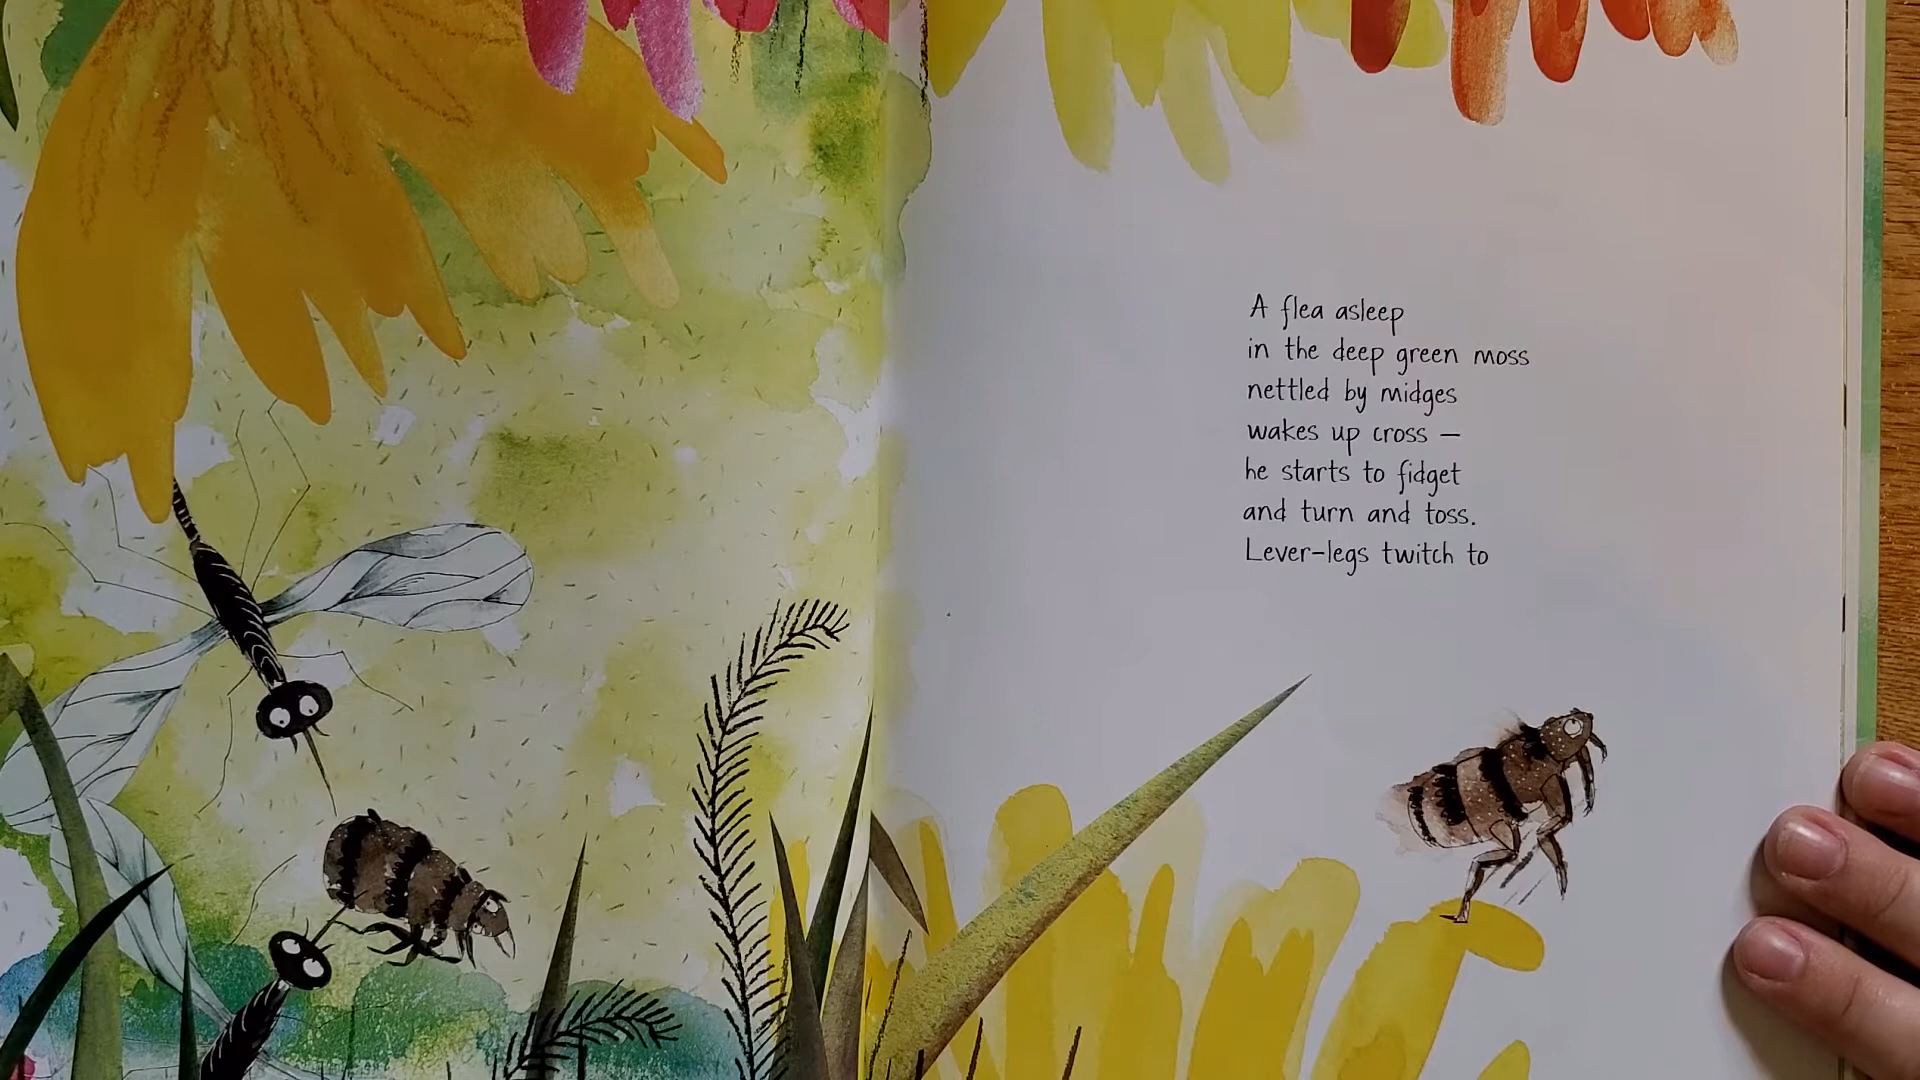 A flea asleep
in the deep green moss
nettled by midges
wakes up cross —
he starts to fidget
and turn and toss.
Lever-legs twitch to